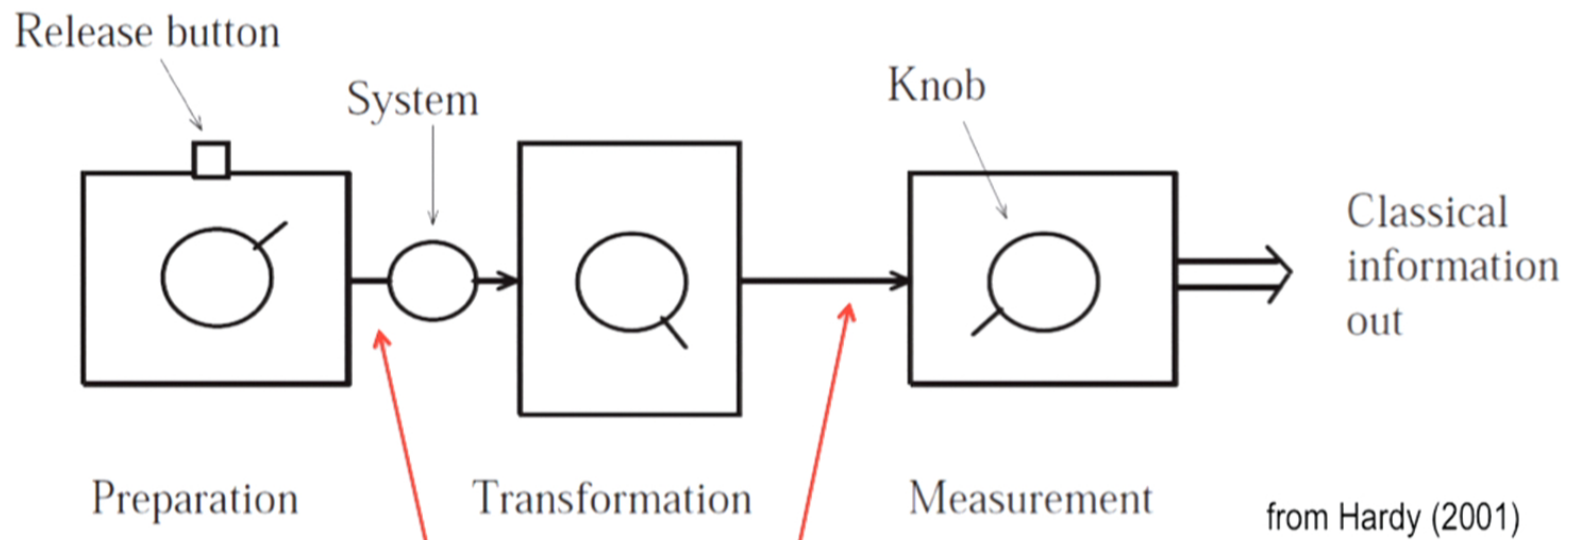 Release button
System
Knob
Classical
information
out
Preparation
Transformation
Measurement
from Hardy (2001)